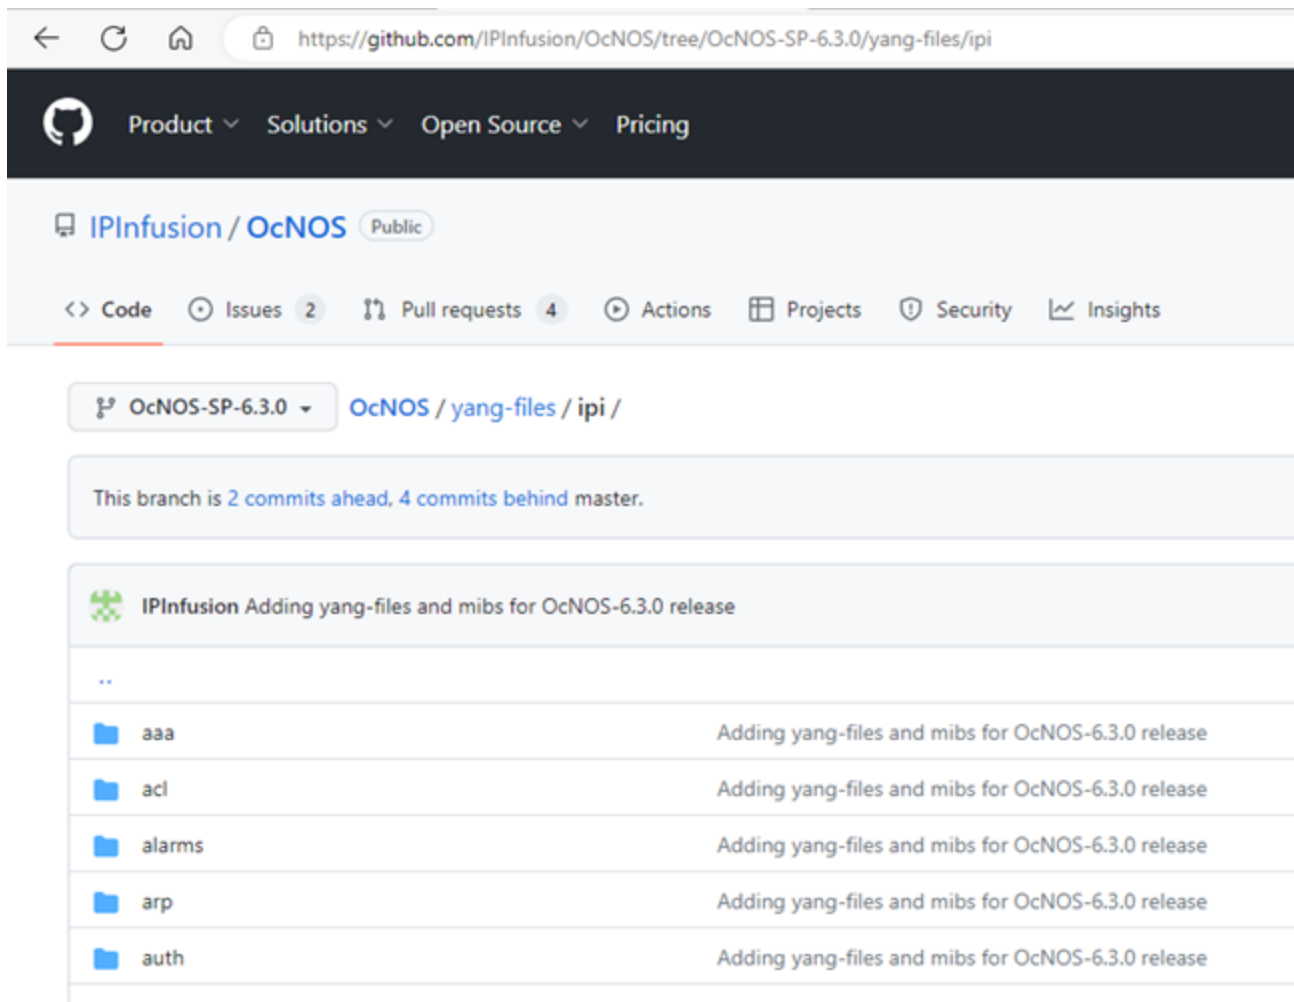 https://github.com/IPInfusion/OcNOS/tree/OcNOS-SP-6.3.0/yang-files/ipi
Product Solutions Open Source Pricing
IPInfusion / OcNOS Public
<> Code Issues 2 Pull requests 4 Actions Projects Security Insights
OcNOS-SP-6.3.0 OcNOS / yang-files / ipi /
This branch is 2 commits ahead, 4 commits behind master.
IPInfusion Adding yang-files and mibs for OcNOS-6.3.0 release
..
aaa Adding yang-files and mibs for OcNOS-6.3.0 release
acl Adding yang-files and mibs for OcNOS-6.3.0 release
alarms Adding yang-files and mibs for OcNOS-6.3.0 release
arp Adding yang-files and mibs for OcNOS-6.3.0 release
auth Adding yang-files and mibs for OcNOS-6.3.0 release